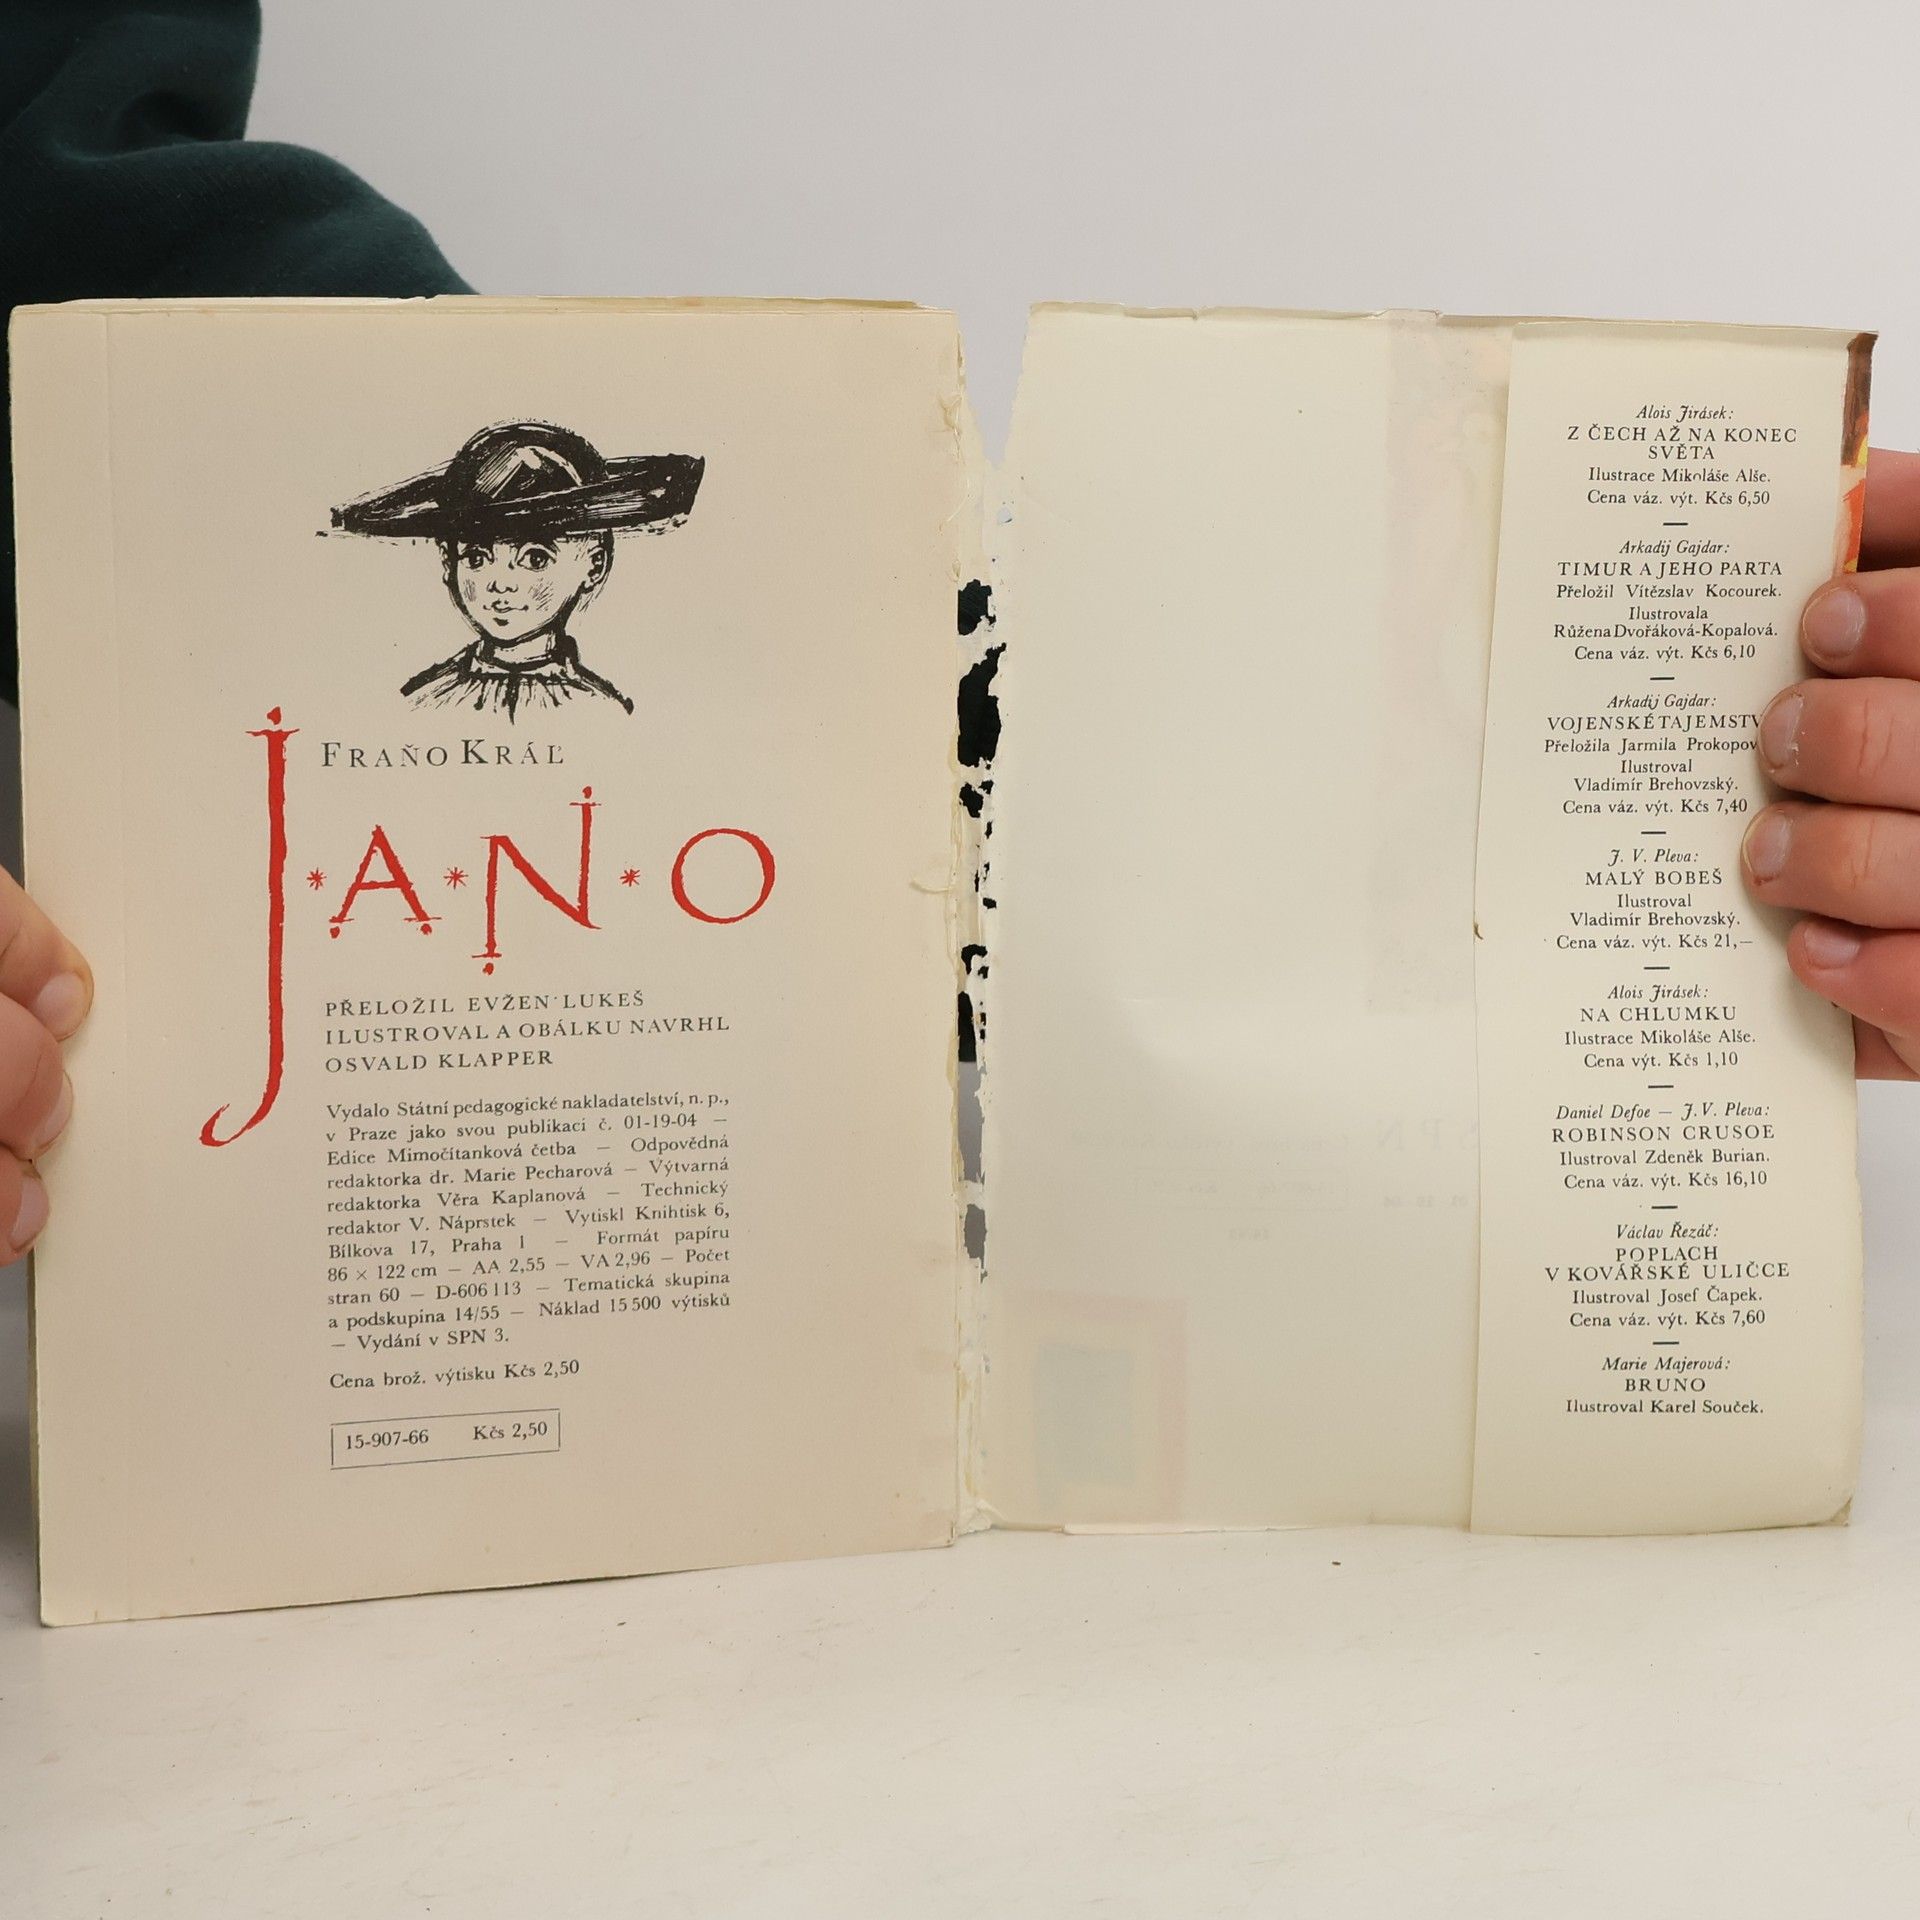 FRAŇO KRÁĽ
J*A*N*O
PŘELOŽIL EVŽEN LUKEŠ
ILUSTROVAL A OBÁLKU NAVRHL
OSVALD KLAPPER
Vydalo Státní pedagogické nakladatelství, n. p.,
v Praze jako svou publikaci č. 01-19-04 —
Edice Mimočítanková četba — Odpovědná
redaktorka dr. Marie Pecharová — Výtvarná
redaktorka Věra Kaplanová — Technický
redaktor V. Náprstek — Vytiskl Knihtisk 6,
Bílkova 17, Praha 1 — Formát papíru
86 × 122 cm — AA 2,55 — VA 2,96 — Počet
stran 60 — D-606 113 — Tematická skupina
a podskupina 14/55 — Náklad 15 500 výtisků
— Vydání v SPN 3.
Cena brož. výtisku Kčs 2,50
15-907-66 Kčs 2,50
Alois Jirásek:
Z ČECH AŽ NA KONEC
SVĚTA
Ilustrace Mikoláše Alše.
Cena váz. výt. Kčs 6,50
—
Arkadij Gajdar:
TIMUR A JEHO PARTA
Přeložil Vítězslav Kocourek.
Ilustrovala
Růžena Dvořáková-Kopalová.
Cena váz. výt. Kčs 6,10
—
Arkadij Gajdar:
VOJENSKÉ TAJEMSTV
Přeložila Jarmila Prokopov
Ilustroval
Vladimír Brehovzský.
Cena váz. výt. Kčs 7,40
—
J. V. Pleva:
MALÝ BOBEŠ
Ilustroval
Vladimír Brehovzský.
Cena váz. výt. Kčs 21,—
—
Alois Jirásek:
NA CHLUMKU
Ilustrace Mikoláše Alše.
Cena výt. Kčs 1,10
—
Daniel Defoe — J. V. Pleva:
ROBINSON CRUSOE
Ilustroval Zdeněk Burian.
Cena váz. výt. Kčs 16,10
—
Václav Řezáč:
POPLACH
V KOVÁŘSKÉ ULIČCE
Ilustroval Josef Čapek.
Cena váz. výt. Kčs 7,60
—
Marie Majerová:
BRUNO
Ilustroval Karel Souček.